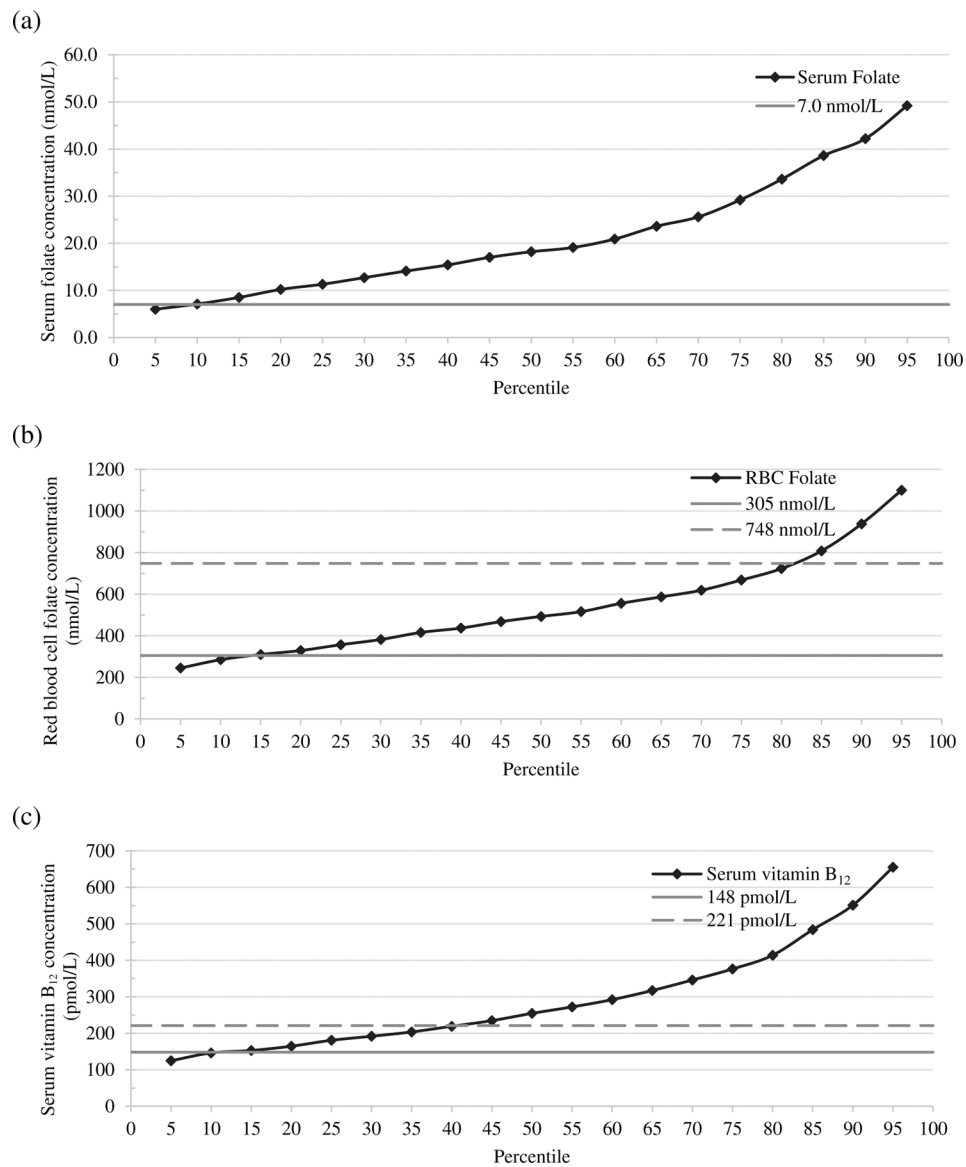 (a)
60.0
50.0
40.0
30.0
20.0
10.0
0.0
Serum folate concentration (nmol/L)
Serum Folate
7.0 nmol/L
0 5 10 15 20 25 30 35 40 45 50 55 60 65 70 75 80 85 90 95 100
Percentile
(b)
1200
1000
800
600
400
200
0
Red blood cell folate concentration
(nmol/L)
RBC Folate
305 nmol/L
748 nmol/L
0 5 10 15 20 25 30 35 40 45 50 55 60 65 70 75 80 85 90 95 100
Percentile
(c)
700
600
500
400
300
200
100
0
Serum vitamin B₁₂ concentration
(pmol/L)
Serum vitamin B₁₂
148 pmol/L
221 pmol/L
0 5 10 15 20 25 30 35 40 45 50 55 60 65 70 75 80 85 90 95 100
Percentile